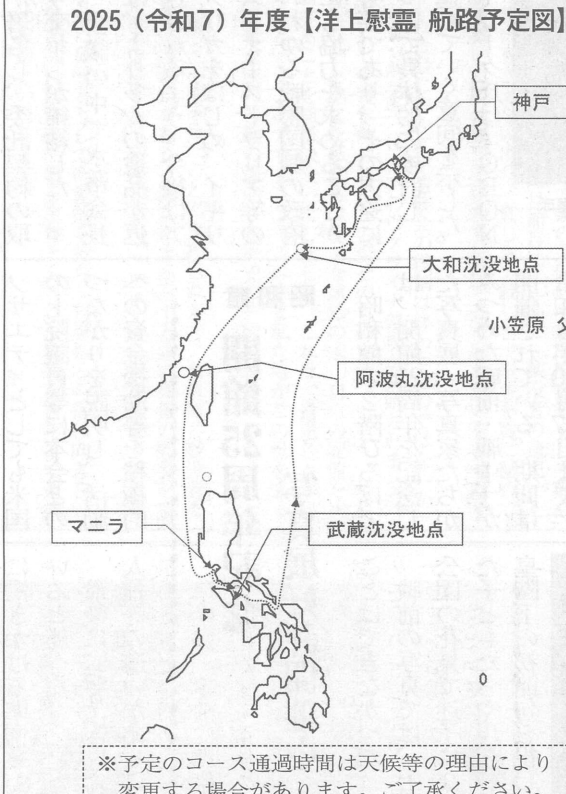 2025（令和7）年度【洋上慰霊 航路予定図】
神戸
大和沈没地点
小笠原 父
阿波丸沈没地点
マニラ
武蔵沈没地点
※予定のコース通過時間は天候等の理由により
変更する場合があります。ご了承ください。